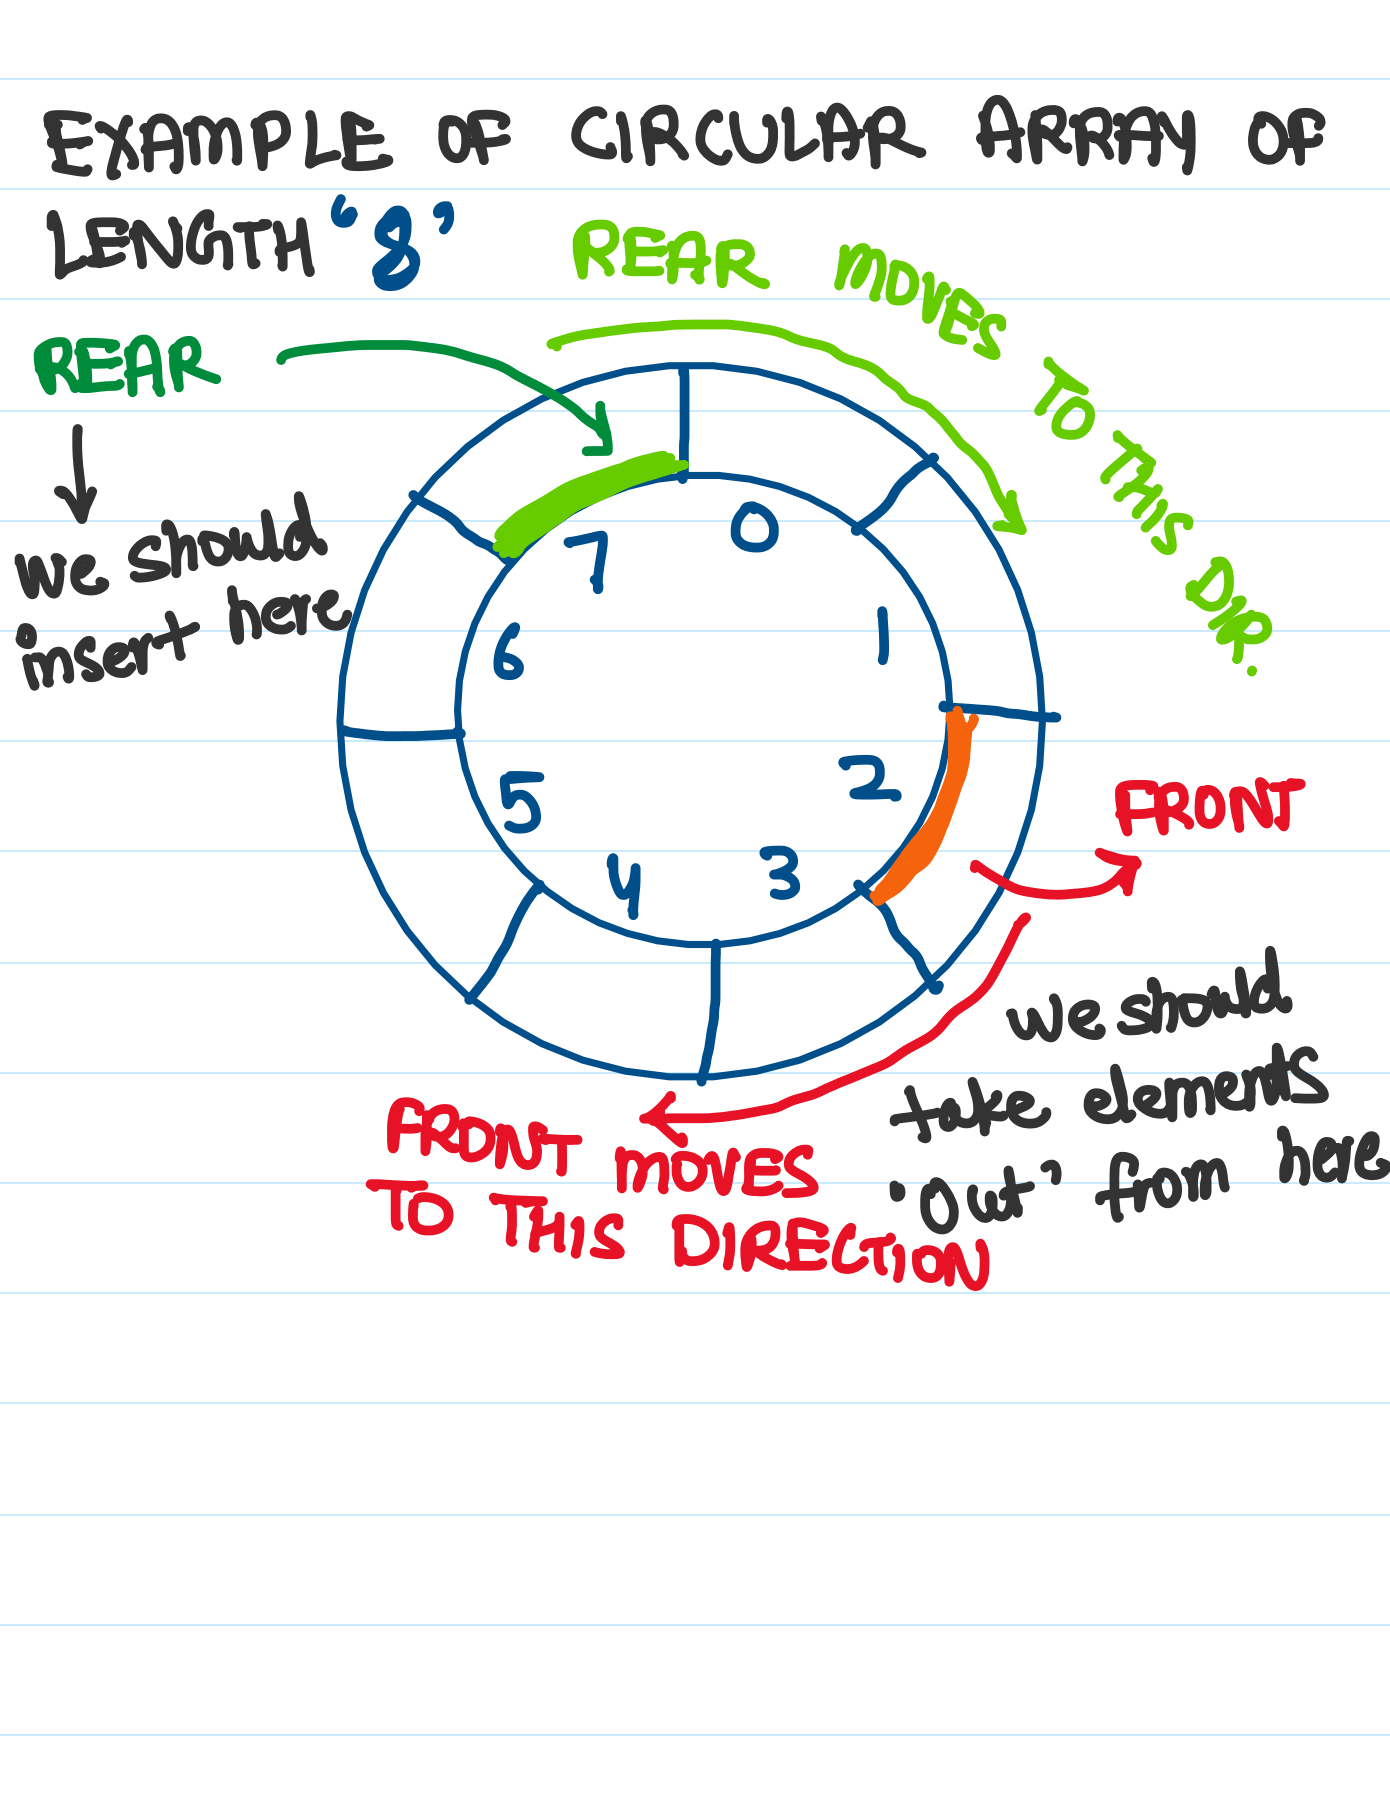 EXAMPLE OF CIRCULAR ARRAY OF
LENGTH "8"
REAR MOVES TO THIS DIR.
REAR
we should
insert here
0
1
2
3
4
5
6
7
FRONT
we should
take elements
"out" from here
FRONT MOVES
TO THIS DIRECTION